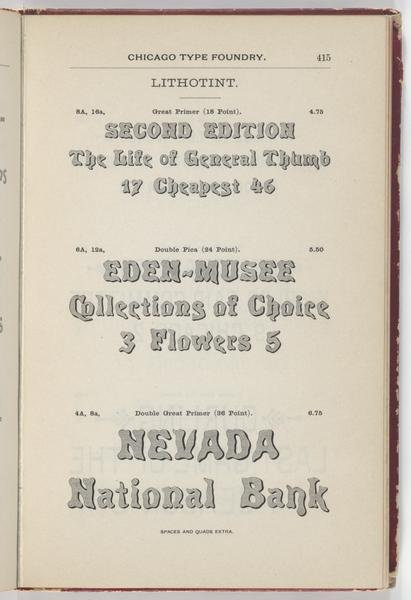 CHICAGO TYPE FOUNDRY. 415
LITHOTINT.
8A, 16a, Great Primer (18 Point). 4.75
SECOND EDITION
The Life of General Thumb
17 Cheapest 46
6A, 12a, Double Pica (24 Point). 5.50
EDEN-MUSEE
Collections of Choice
3 Flowers 5
4A, 8a, Double Great Primer (36 Point). 6.75
NEVADA
National Bank
SPACES AND QUADS EXTRA.